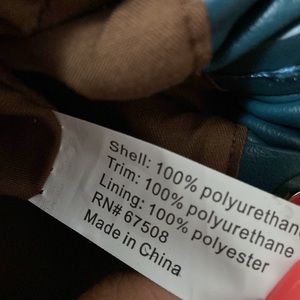 Shell: 100% polyurethane
Trim: 100% polyurethane
Lining: 100% polyester
RN# 67508
Made in China